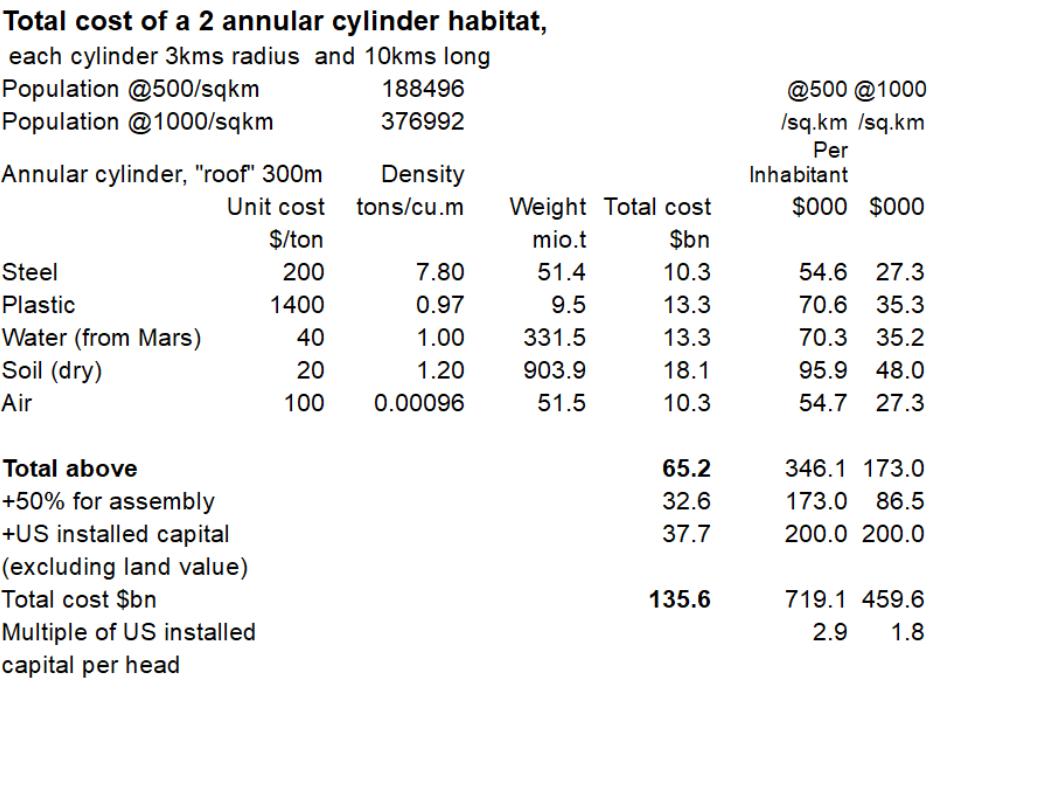 Total cost of a 2 annular cylinder habitat,
each cylinder 3kms radius and 10kms long
Population @500/sqkm 188496 @500 @1000
Population @1000/sqkm 376992 /sq.km /sq.km
Per
Annular cylinder, "roof" 300m Density Inhabitant
Unit cost tons/cu.m Weight Total cost $000 $000
$/ton mio.t $bn
Steel 200 7.80 51.4 10.3 54.6 27.3
Plastic 1400 0.97 9.5 13.3 70.6 35.3
Water (from Mars) 40 1.00 331.5 13.3 70.3 35.2
Soil (dry) 20 1.20 903.9 18.1 95.9 48.0
Air 100 0.00096 51.5 10.3 54.7 27.3
Total above 65.2 346.1 173.0
+50% for assembly 32.6 173.0 86.5
+US installed capital 37.7 200.0 200.0
(excluding land value)
Total cost $bn 135.6 719.1 459.6
Multiple of US installed 2.9 1.8
capital per head